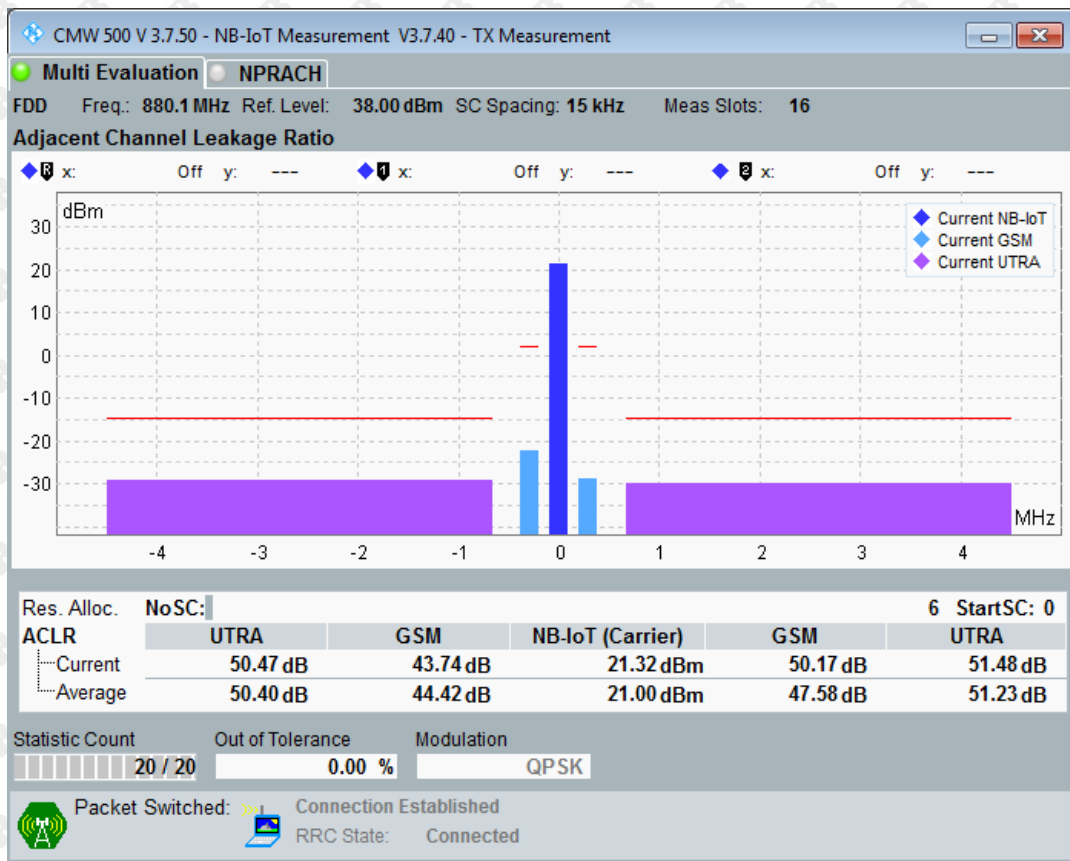 CMW 500 V 3.7.50 - NB-IoT Measurement V3.7.40 - TX Measurement
Multi Evaluation NPRACH
FDD Freq.: 880.1 MHz Ref. Level: 38.00 dBm SC Spacing: 15 kHz Meas Slots: 16
Adjacent Channel Leakage Ratio
R x: Off y: --- 1 x: Off y: --- 2 x: Off y: ---
dBm
Current NB-IoT
Current GSM
Current UTRA
30
20
10
0
-10
-20
-30
MHz
-4 -3 -2 -1 0 1 2 3 4
Res. Alloc. NoSC: 6 StartSC: 0
ACLR UTRA GSM NB-IoT (Carrier) GSM UTRA
Current 50.47 dB 43.74 dB 21.32 dBm 50.17 dB 51.48 dB
Average 50.40 dB 44.42 dB 21.00 dBm 47.58 dB 51.23 dB
Statistic Count Out of Tolerance Modulation
20 / 20 0.00 % QPSK
Packet Switched: Connection Established
RRC State: Connected